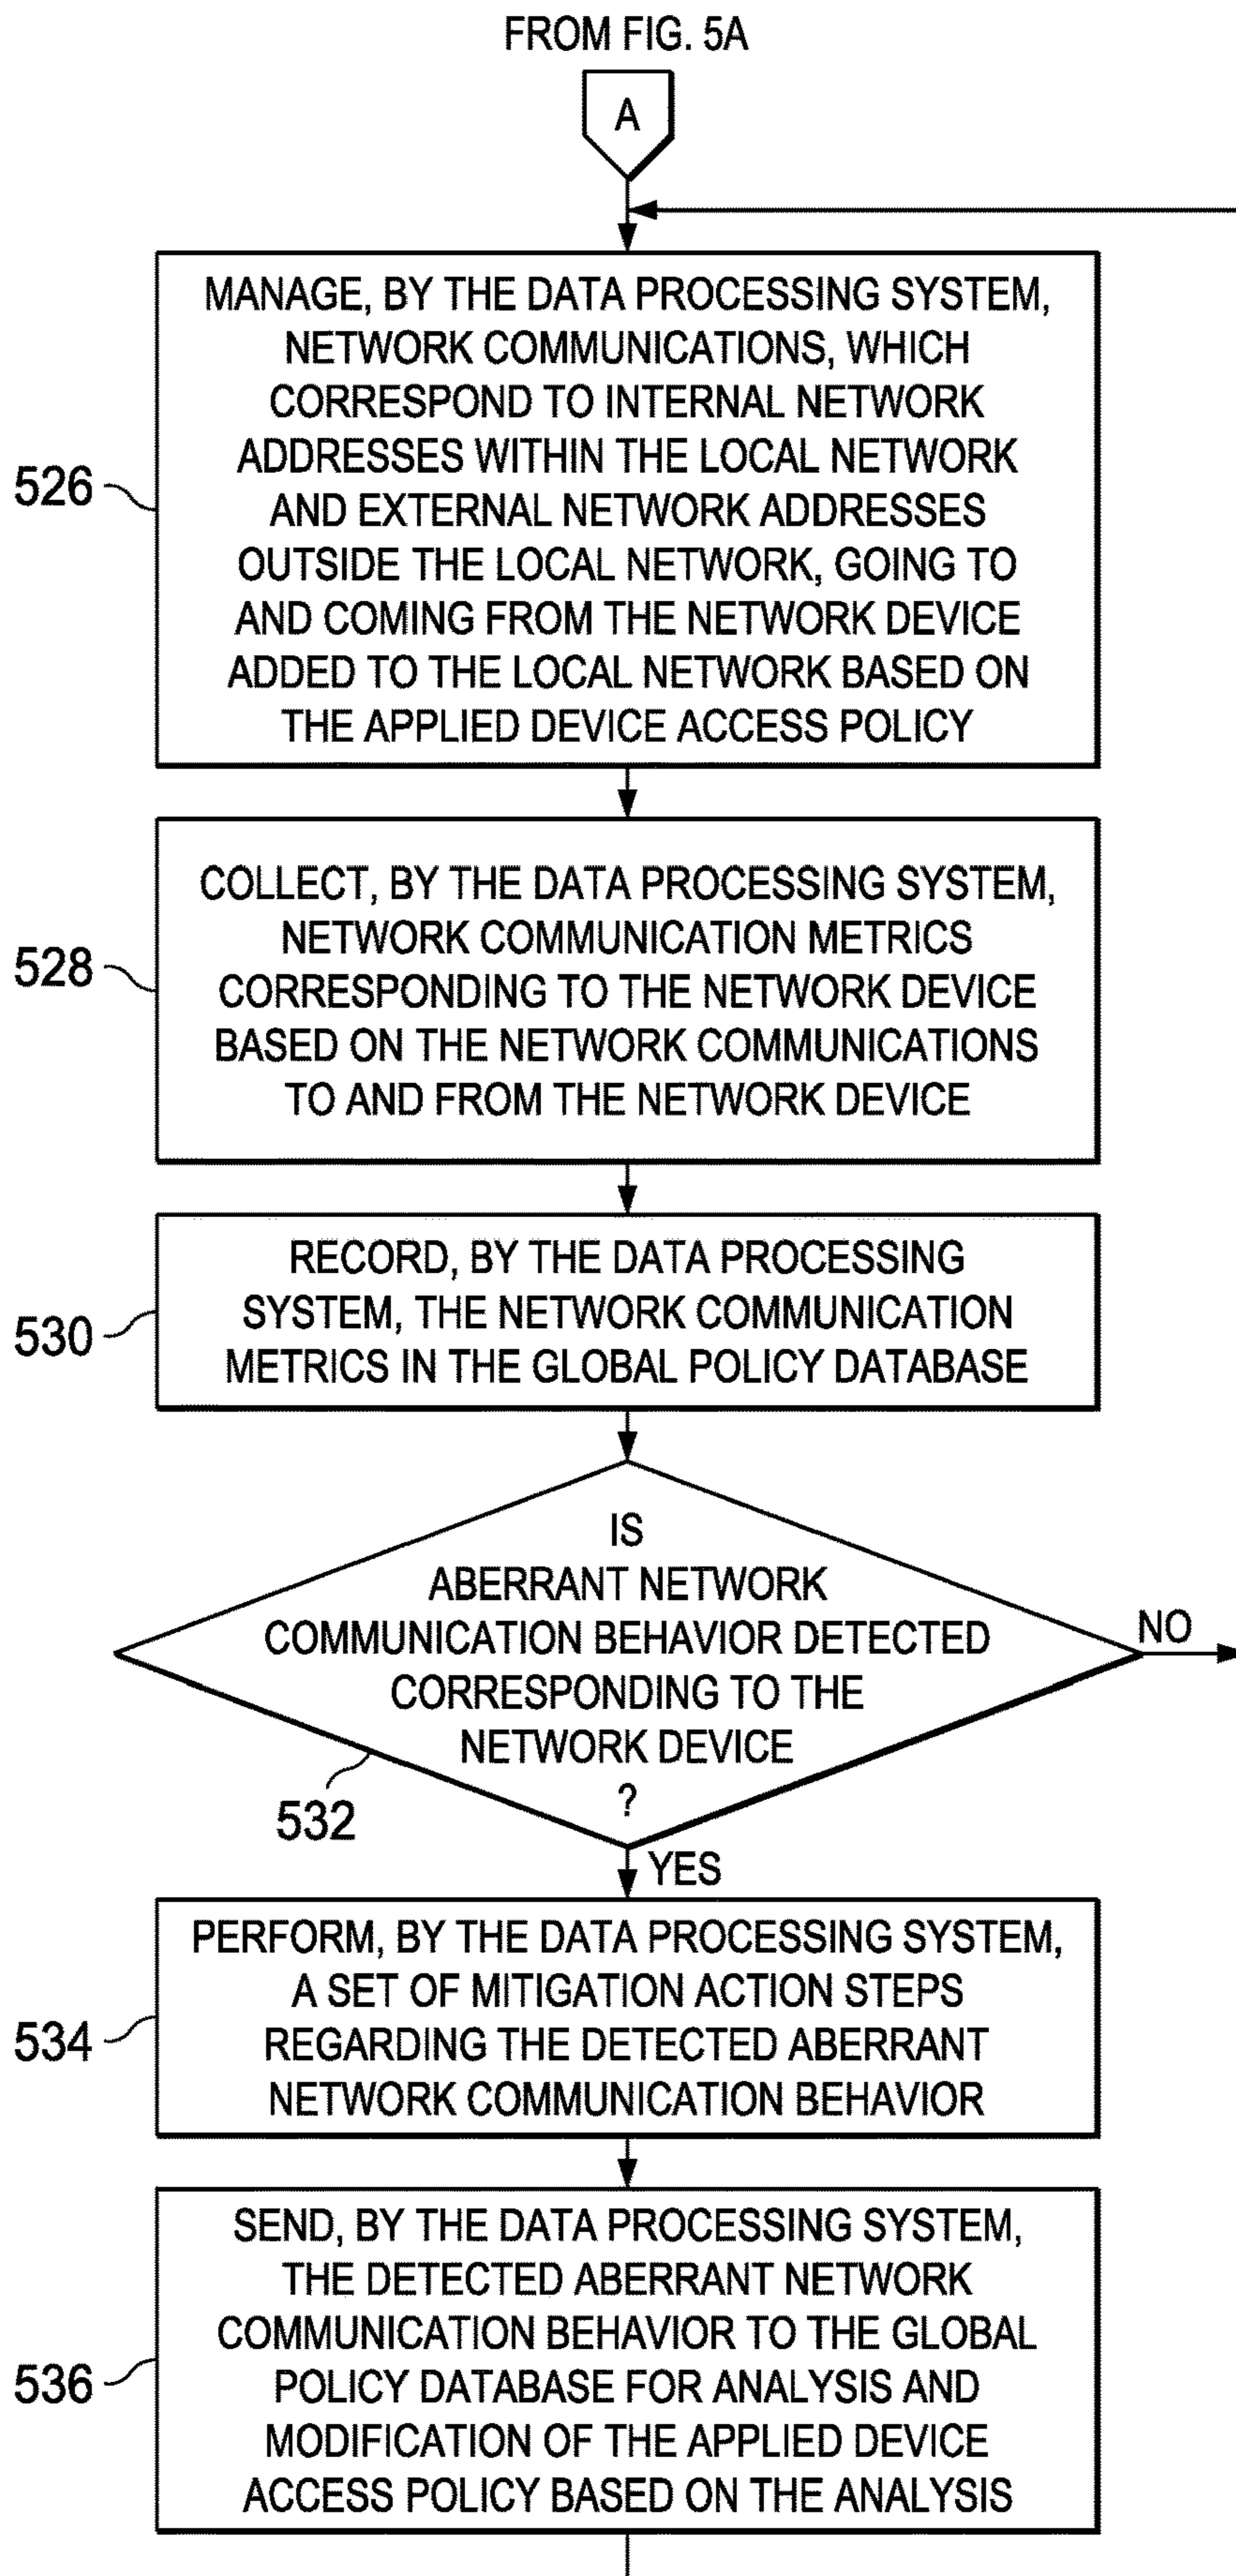 FROM FIG. 5A
A
MANAGE, BY THE DATA PROCESSING SYSTEM,
NETWORK COMMUNICATIONS, WHICH
CORRESPOND TO INTERNAL NETWORK
ADDRESSES WITHIN THE LOCAL NETWORK
AND EXTERNAL NETWORK ADDRESSES
OUTSIDE THE LOCAL NETWORK, GOING TO
AND COMING FROM THE NETWORK DEVICE
ADDED TO THE LOCAL NETWORK BASED ON
THE APPLIED DEVICE ACCESS POLICY
526
COLLECT, BY THE DATA PROCESSING SYSTEM,
NETWORK COMMUNICATION METRICS
CORRESPONDING TO THE NETWORK DEVICE
BASED ON THE NETWORK COMMUNICATIONS
TO AND FROM THE NETWORK DEVICE
528
RECORD, BY THE DATA PROCESSING
SYSTEM, THE NETWORK COMMUNICATION
METRICS IN THE GLOBAL POLICY DATABASE
530
IS
ABERRANT NETWORK
COMMUNICATION BEHAVIOR DETECTED
CORRESPONDING TO THE
NETWORK DEVICE
?
NO
532
YES
PERFORM, BY THE DATA PROCESSING SYSTEM,
A SET OF MITIGATION ACTION STEPS
REGARDING THE DETECTED ABERRANT
NETWORK COMMUNICATION BEHAVIOR
534
SEND, BY THE DATA PROCESSING SYSTEM,
THE DETECTED ABERRANT NETWORK
COMMUNICATION BEHAVIOR TO THE GLOBAL
POLICY DATABASE FOR ANALYSIS AND
MODIFICATION OF THE APPLIED DEVICE
ACCESS POLICY BASED ON THE ANALYSIS
536